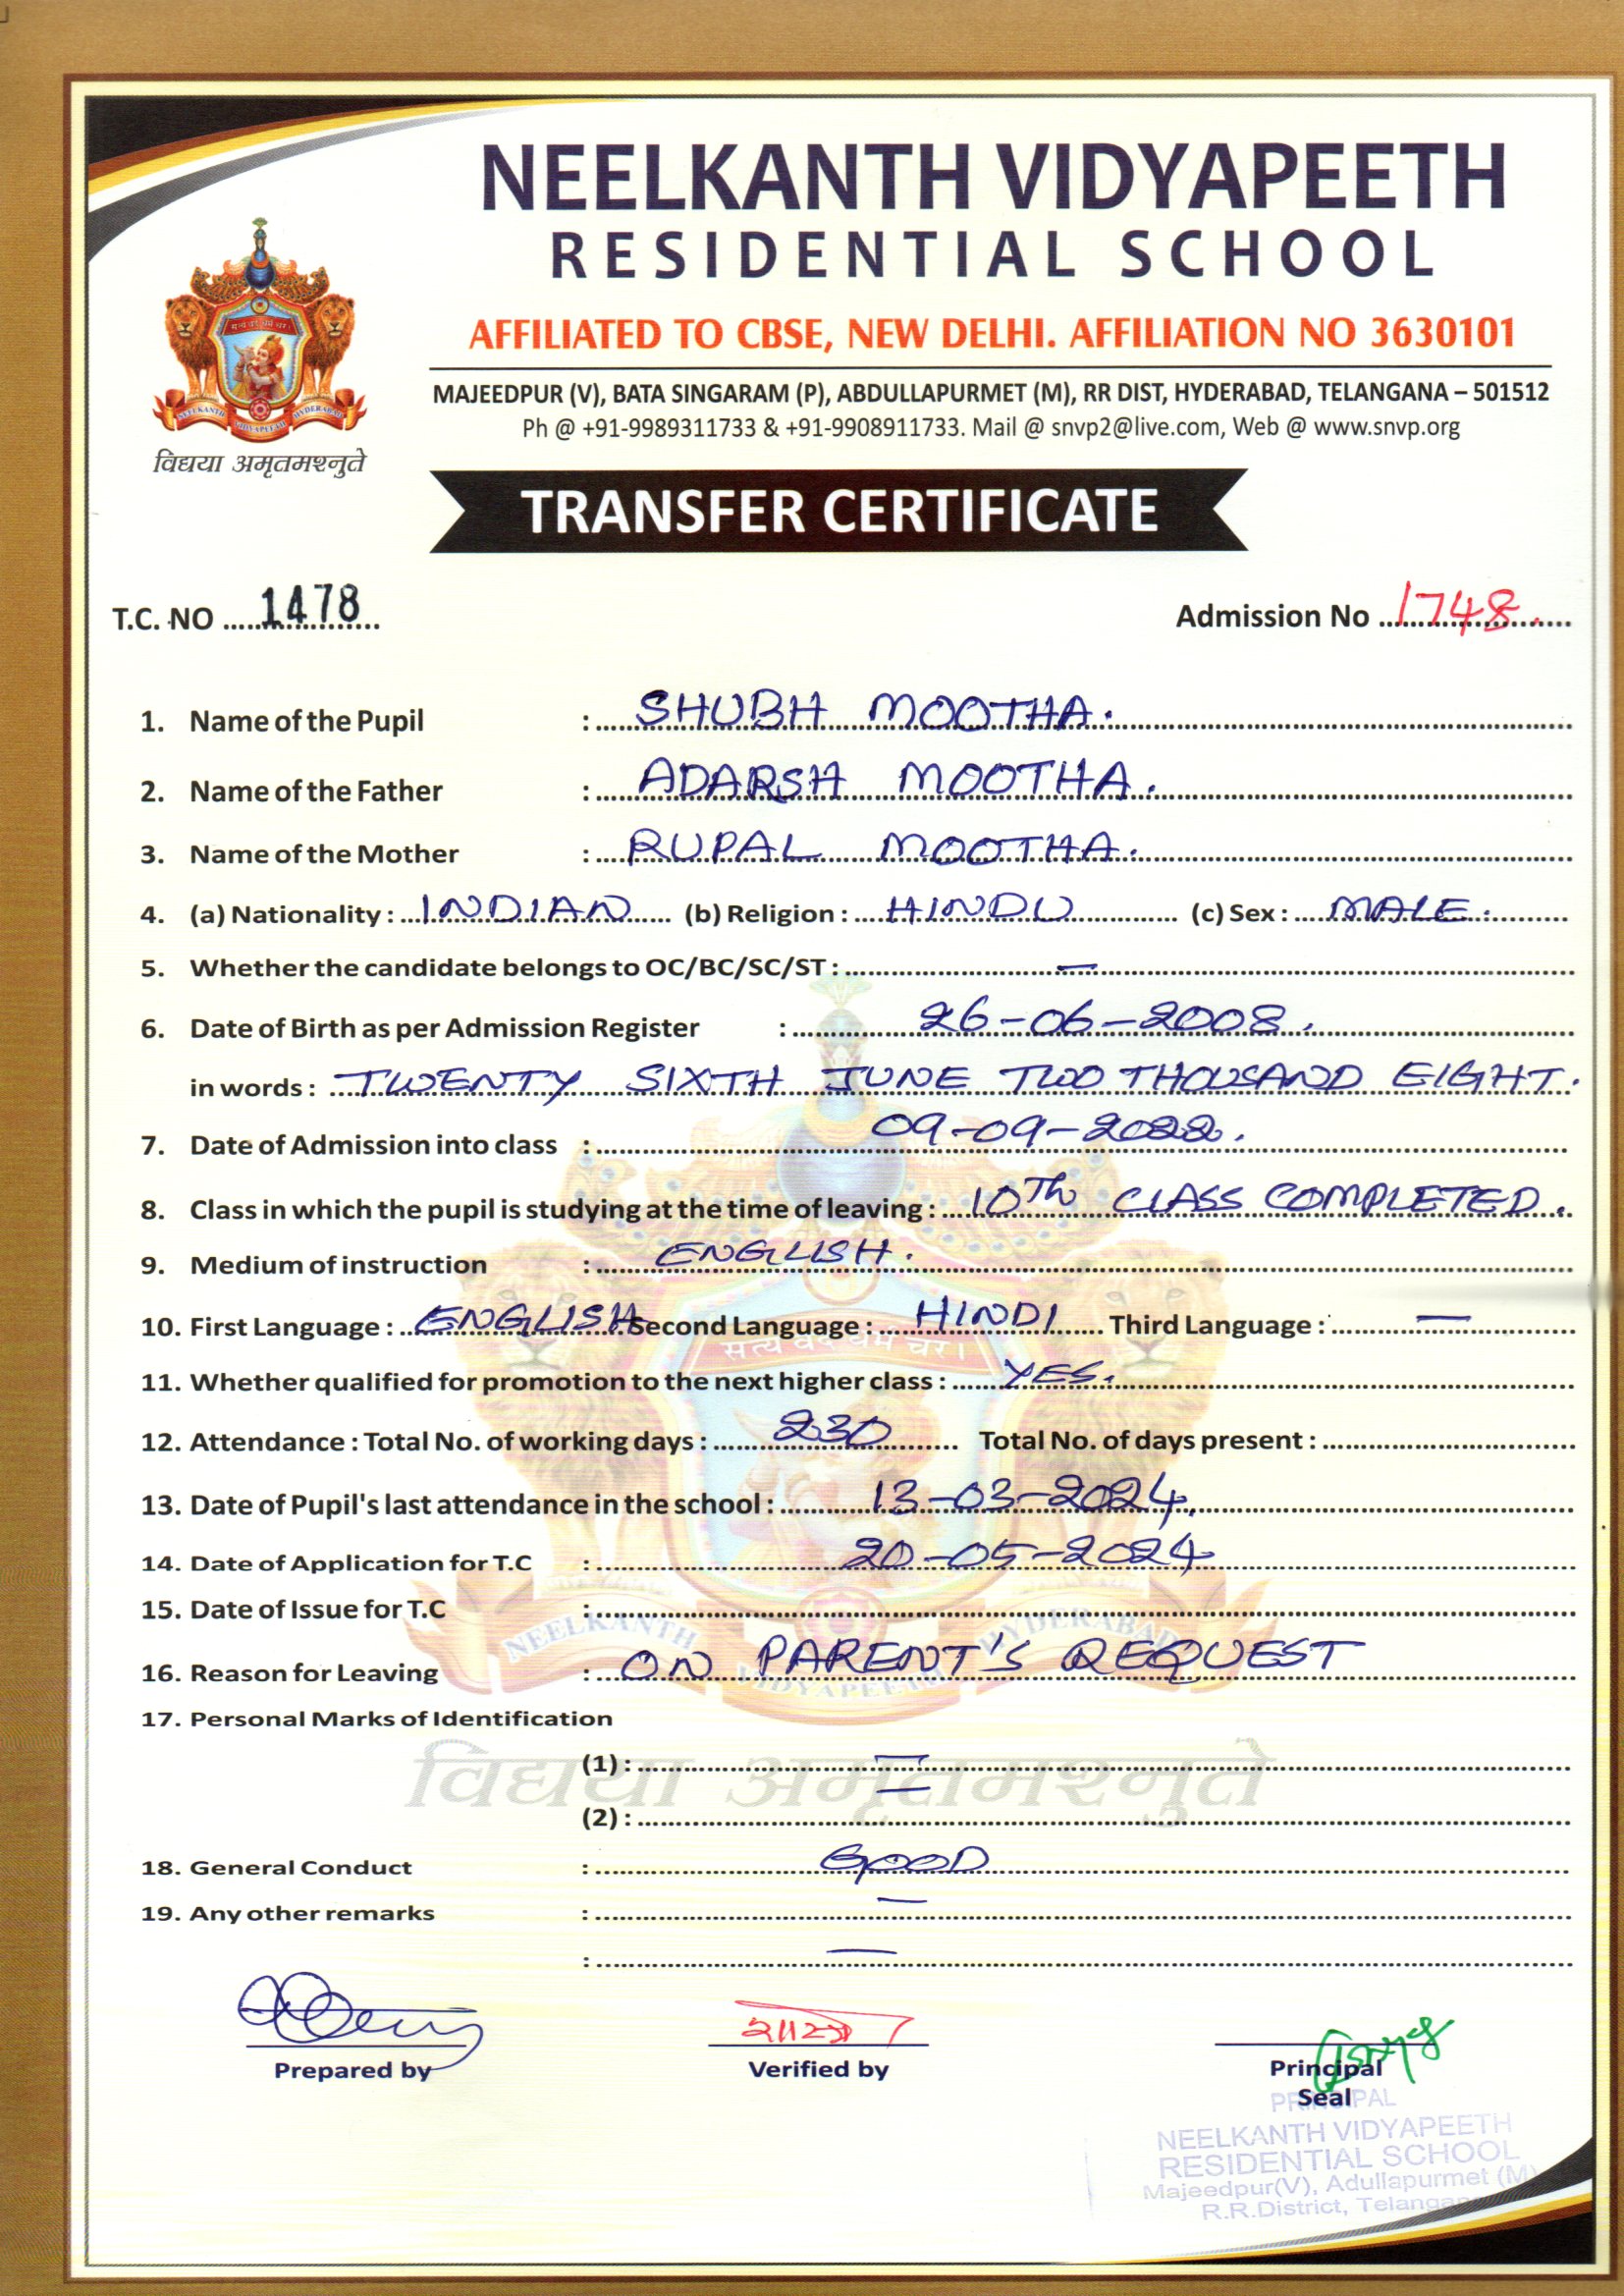 NEELKANTH VIDYAPEETH
RESIDENTIAL SCHOOL
AFFILIATED TO CBSE, NEW DELHI. AFFILIATION NO 3630101
MAJEEDPUR (V), BATA SINGARAM (P), ABDULLAPURMET (M), RR DIST, HYDERABAD, TELANGANA – 501512
Ph @ +91-9989311733 & +91-9908911733. Mail @ snvp2@live.com, Web @ www.snvp.org
सत्यं वद धर्मं चर।
NEELKANTH VIDYAPEETH HYDERABAD
विद्यया अमृतमश्नुते
TRANSFER CERTIFICATE
T.C. NO 1478 Admission No 1748.
1. Name of the Pupil : SHUBH MOOTHA.
2. Name of the Father : ADARSH MOOTHA.
3. Name of the Mother : RUPAL MOOTHA.
4. (a) Nationality : INDIAN (b) Religion : HINDU (c) Sex : MALE.
5. Whether the candidate belongs to OC/BC/SC/ST : —
6. Date of Birth as per Admission Register : 26-06-2008.
in words : TWENTY SIXTH JUNE TWO THOUSAND EIGHT.
7. Date of Admission into class : 09-09-2022.
8. Class in which the pupil is studying at the time of leaving : 10Th CLASS COMPLETED.
9. Medium of instruction : ENGLISH.
10. First Language : ENGLISH Second Language : HINDI Third Language : —
11. Whether qualified for promotion to the next higher class : YES.
12. Attendance : Total No. of working days : 230 Total No. of days present :
13. Date of Pupil's last attendance in the school : 13-03-2024.
14. Date of Application for T.C : 20-05-2024
15. Date of Issue for T.C :
16. Reason for Leaving : ON PARENT'S REQUEST
17. Personal Marks of Identification
(1) : —
(2) : —
18. General Conduct : GOOD
19. Any other remarks : —
: —
Prepared by Verified by Principal
Seal
PRINCIPAL
NEELKANTH VIDYAPEETH
RESIDENTIAL SCHOOL
Majeedpur(V), Adullapurmet (M)
R.R.District, Telangana